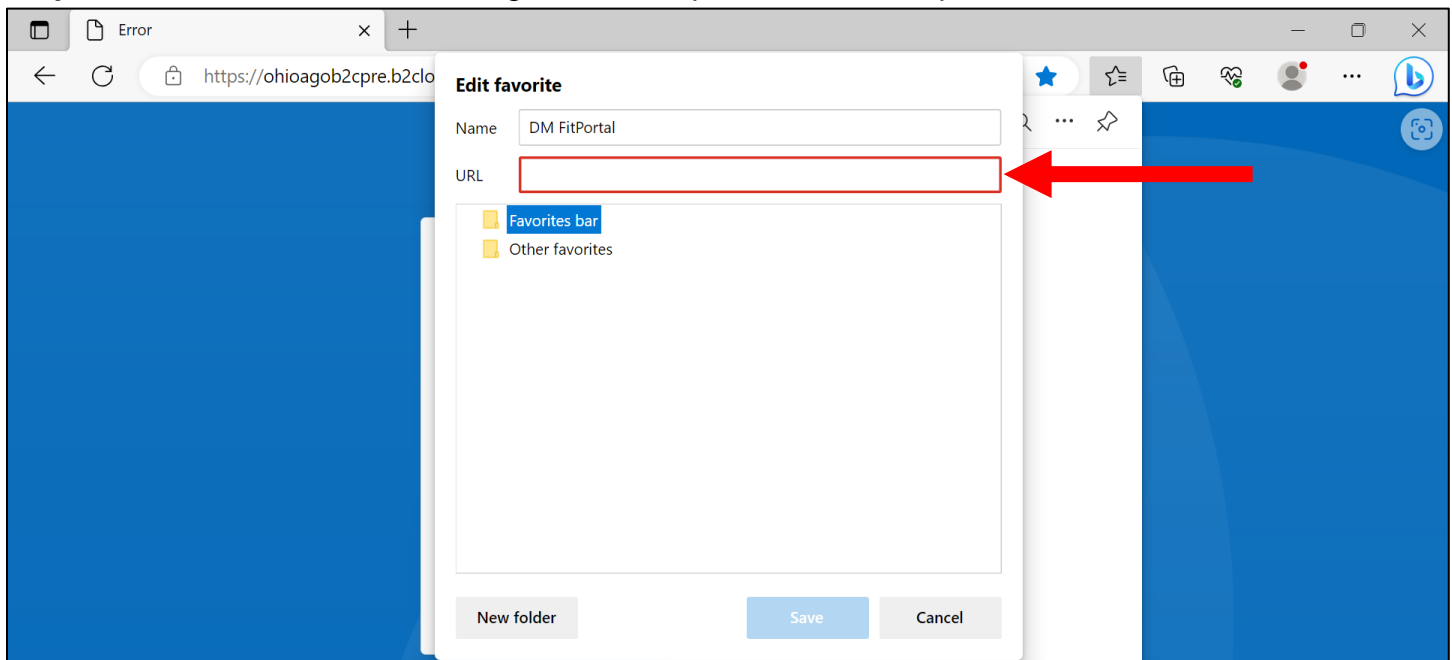 Error
https://ohioagob2cpre.b2clo
Edit favorite
Name DM FitPortal
URL
Favorites bar
Other favorites
New folder Save Cancel